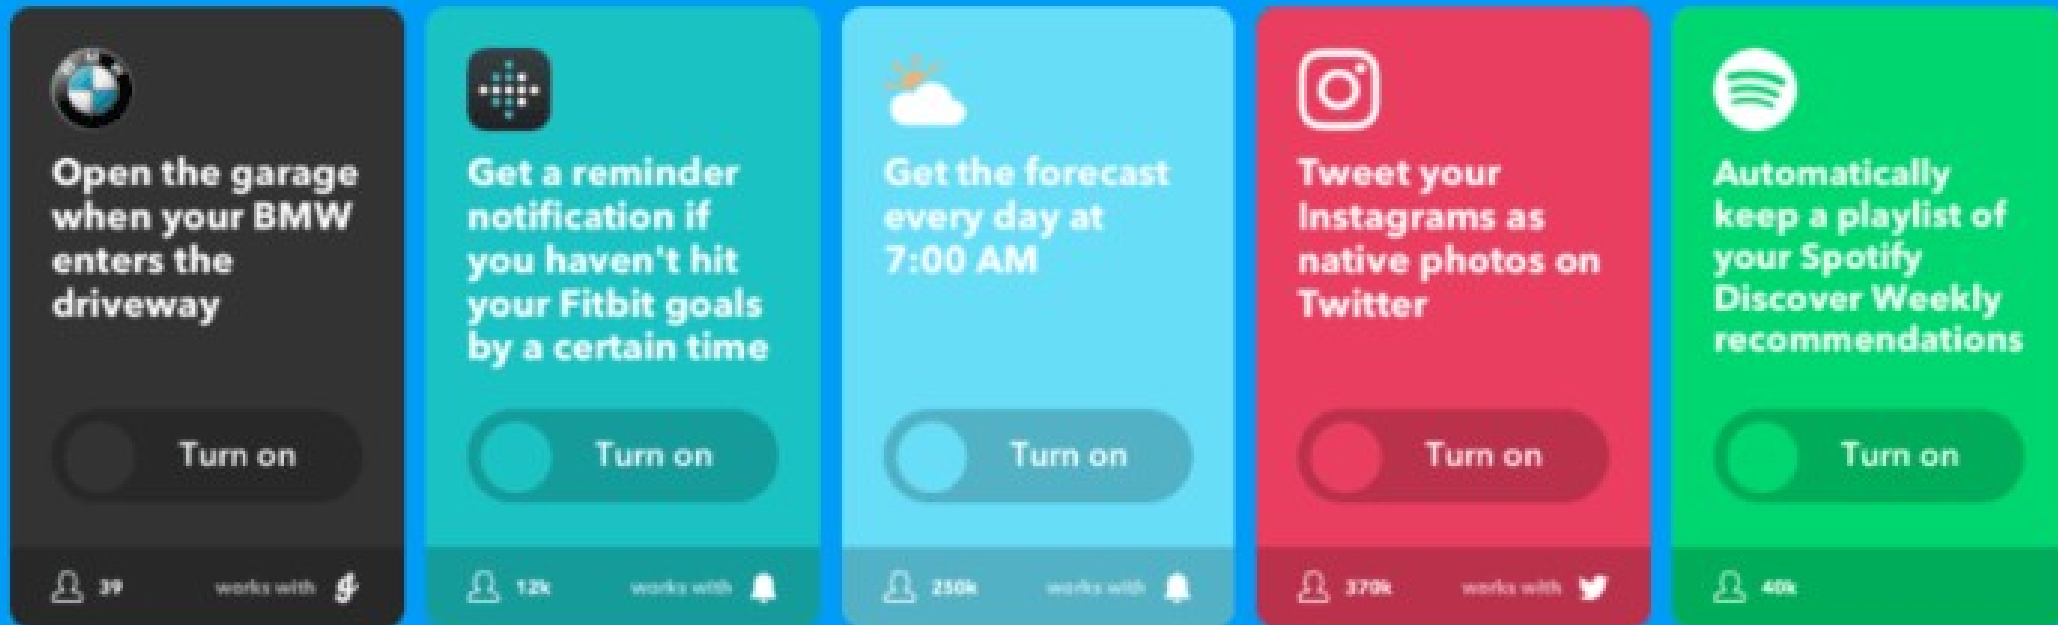 Open the garage
when your BMW
enters the
driveway
Turn on
39 works with
Get a reminder
notification if
you haven't hit
your Fitbit goals
by a certain time
Turn on
12k works with
Get the forecast
every day at
7:00 AM
Turn on
250k works with
Tweet your
Instagrams as
native photos on
Twitter
Turn on
370k works with
Automatically
keep a playlist of
your Spotify
Discover Weekly
recommendations
Turn on
40k